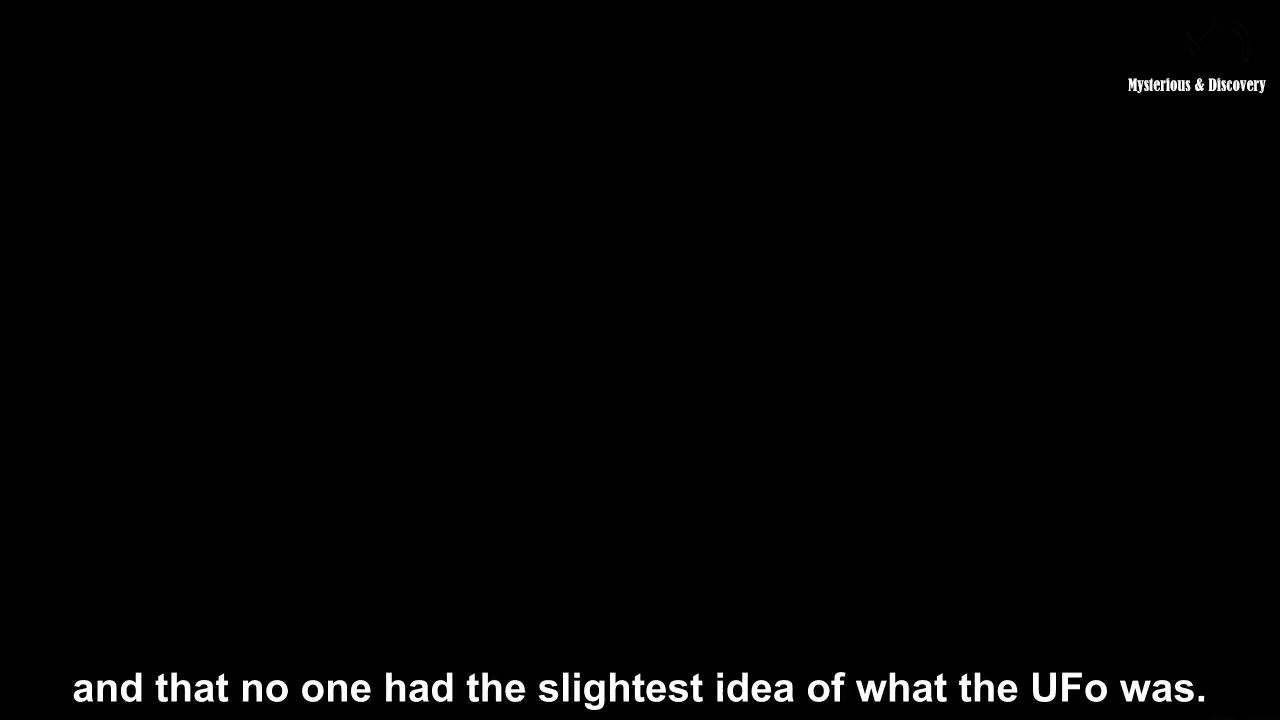 Mysterious & Discovery
and that no one had the slightest idea of what the UFo was.